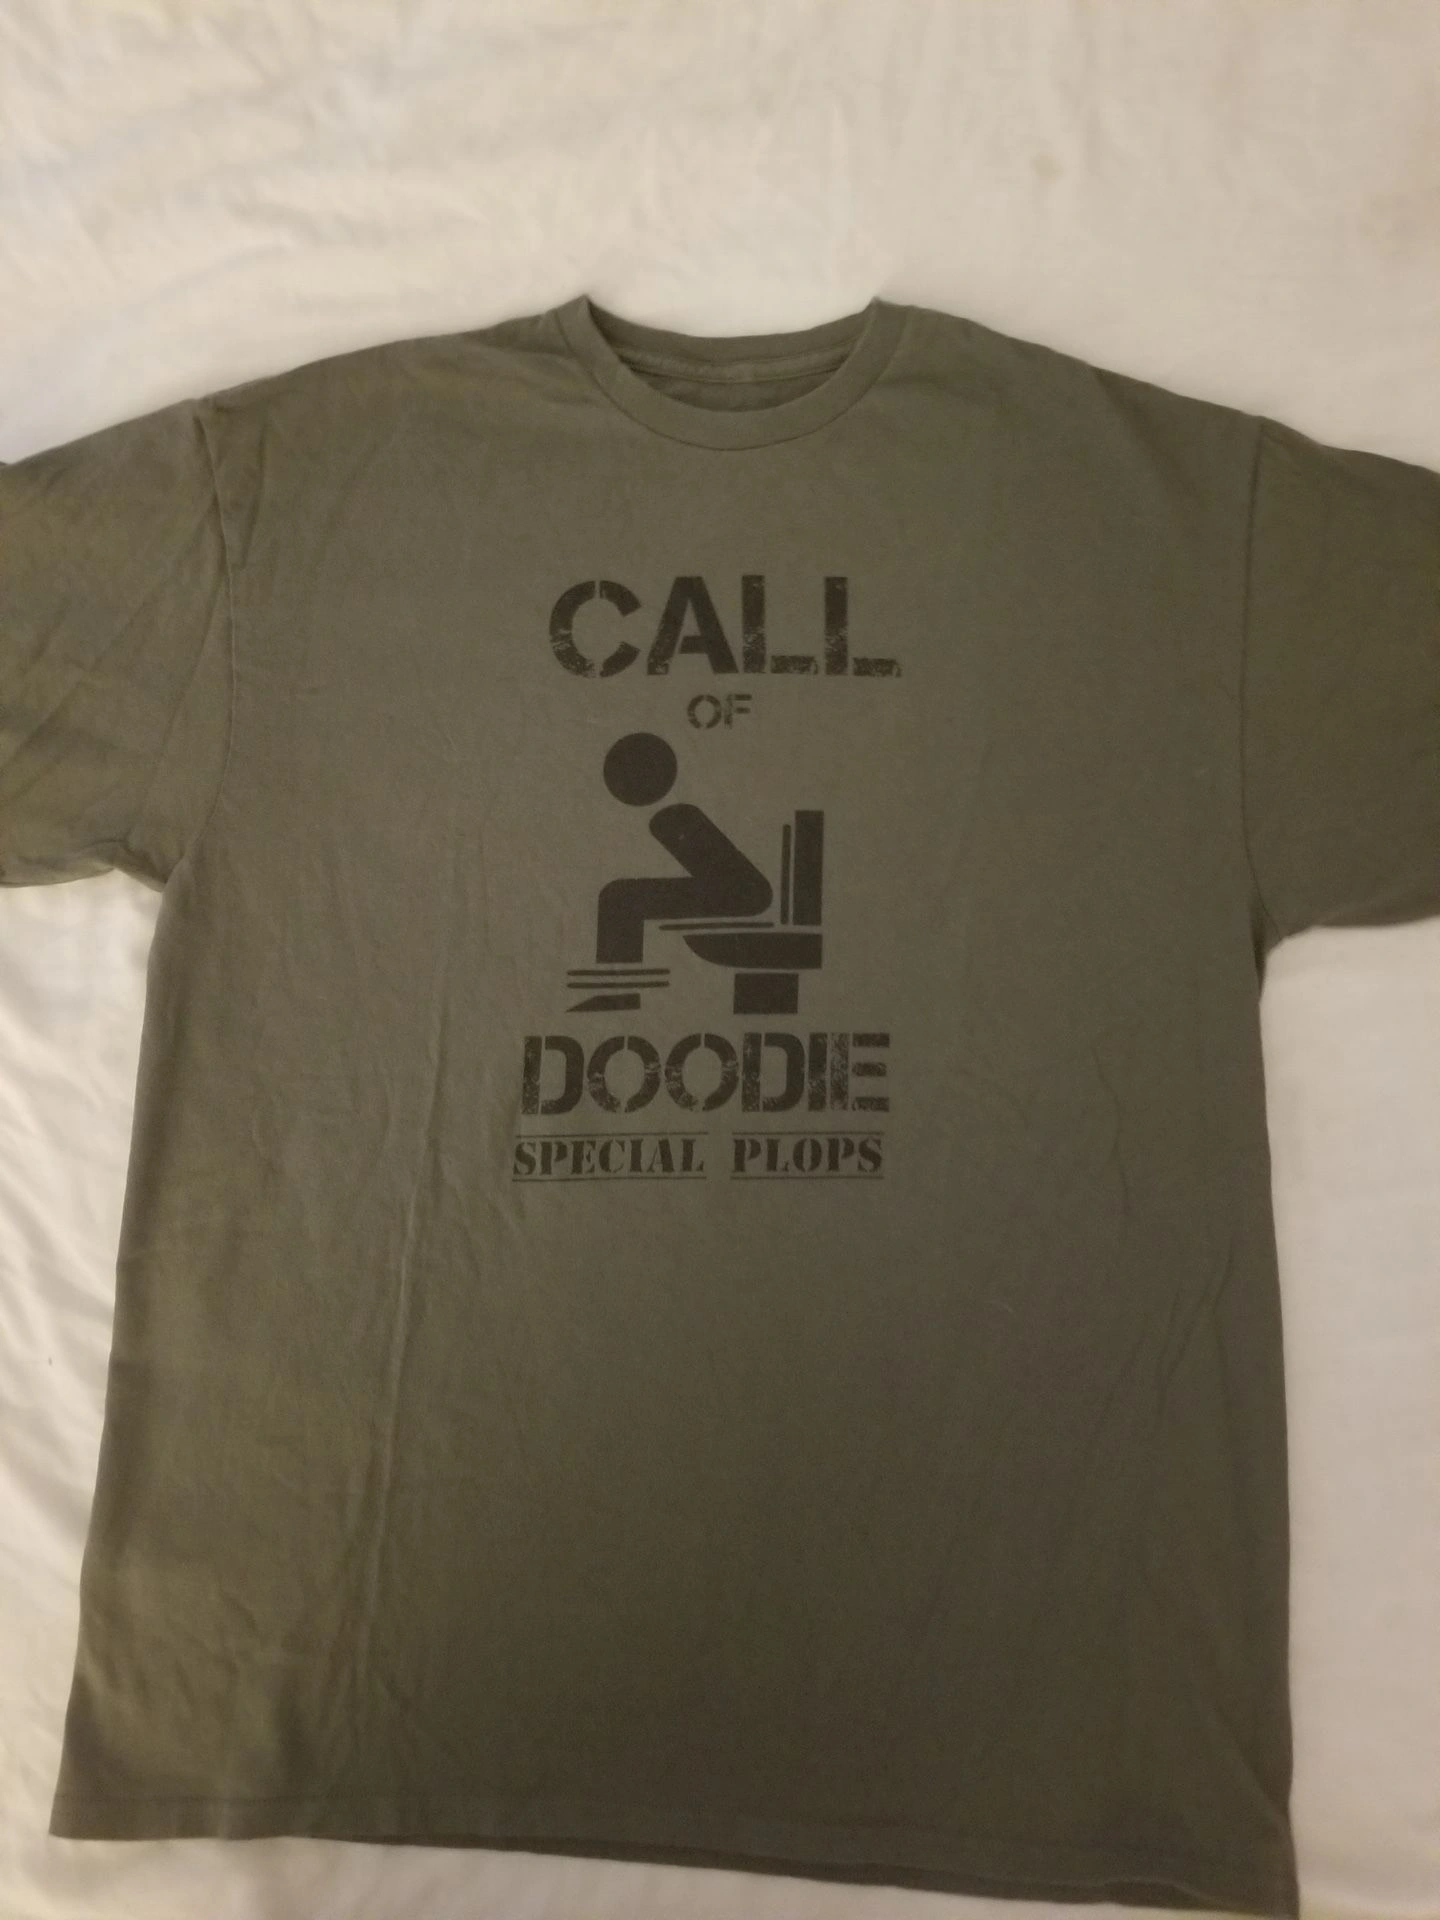 CALL
OF
DOODIE
SPECIAL PLOPS